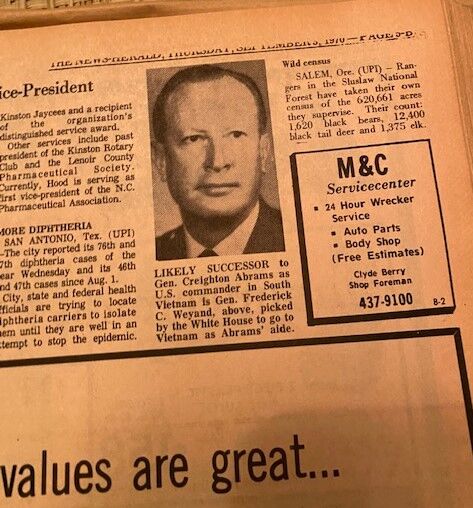 THE NEWS-HERALD, THURSDAY, SEPTEMBER 3, 1970 —PAGE 5-B
ice-President
Kinston Jaycees and a recipient
of the organization's
distinguished service award.
Other services include past
president of the Kinston Rotary
Club and the Lenoir County
Pharmaceutical Society.
Currently, Hood is serving as
first vice-president of the N.C.
Pharmaceutical Association.
MORE DIPHTHERIA
SAN ANTONIO, Tex. (UPI)
—The city reported its 76th and
7th diphtheria cases of the
ear Wednesday and its 46th
nd 47th cases since Aug. 1.
City, state and federal health
fficials are trying to locate
iphtheria carriers to isolate
em until they are well in an
ttempt to stop the epidemic.
LIKELY SUCCESSOR to
Gen. Creighton Abrams as
U.S. commander in South
Vietnam is Gen. Frederick
C. Weyand, above, picked
by the White House to go to
Vietnam as Abrams' aide.
Wild census
SALEM, Ore. (UPI) — Ran-
gers in the Sluslaw National
Forest have taken their own
census of the 620,661 acres
they supervise. Their count:
1,620 black bears, 12,400
black tail deer and 1,375 elk.
M&C
Servicecenter
▪ 24 Hour Wrecker
Service
▪ Auto Parts
▪ Body Shop
(Free Estimates)
Clyde Berry
Shop Foreman
437-9100
B-2
values are great...